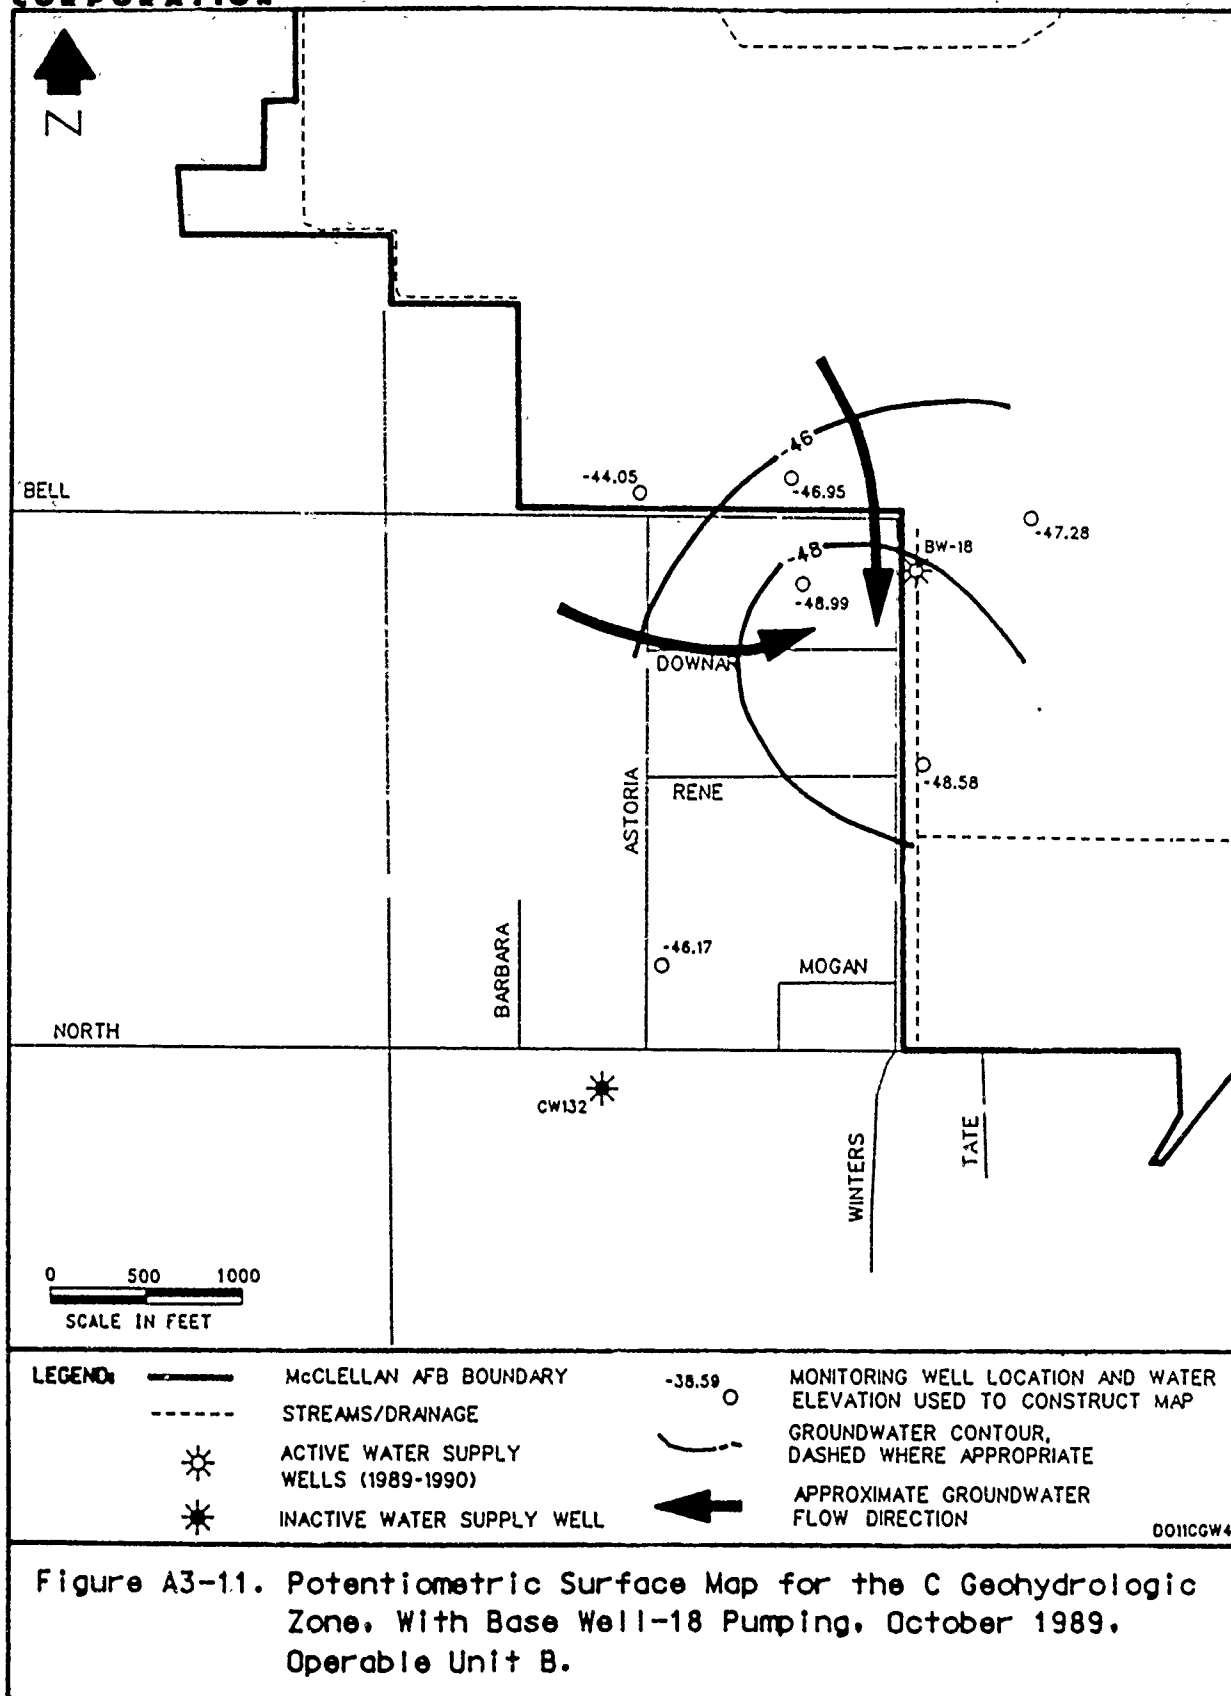 CORPORATION
Z
-46
-44.05
-46.95
BELL
-47.28
BW-18
-48
-48.99
DOWNAR
-48.58
RENE
ASTORIA
-46.17
BARBARA
MOGAN
NORTH
CW132
WINTERS
TATE
0 500 1000
SCALE IN FEET
LEGEND:
McCLELLAN AFB BOUNDARY
STREAMS/DRAINAGE
ACTIVE WATER SUPPLY
WELLS (1989-1990)
INACTIVE WATER SUPPLY WELL
-38.59
MONITORING WELL LOCATION AND WATER
ELEVATION USED TO CONSTRUCT MAP
GROUNDWATER CONTOUR,
DASHED WHERE APPROPRIATE
APPROXIMATE GROUNDWATER
FLOW DIRECTION
DO11CGW4
Figure A3-11. Potentiometric Surface Map for the C Geohydrologic
Zone, With Base Well-18 Pumping, October 1989,
Operable Unit B.